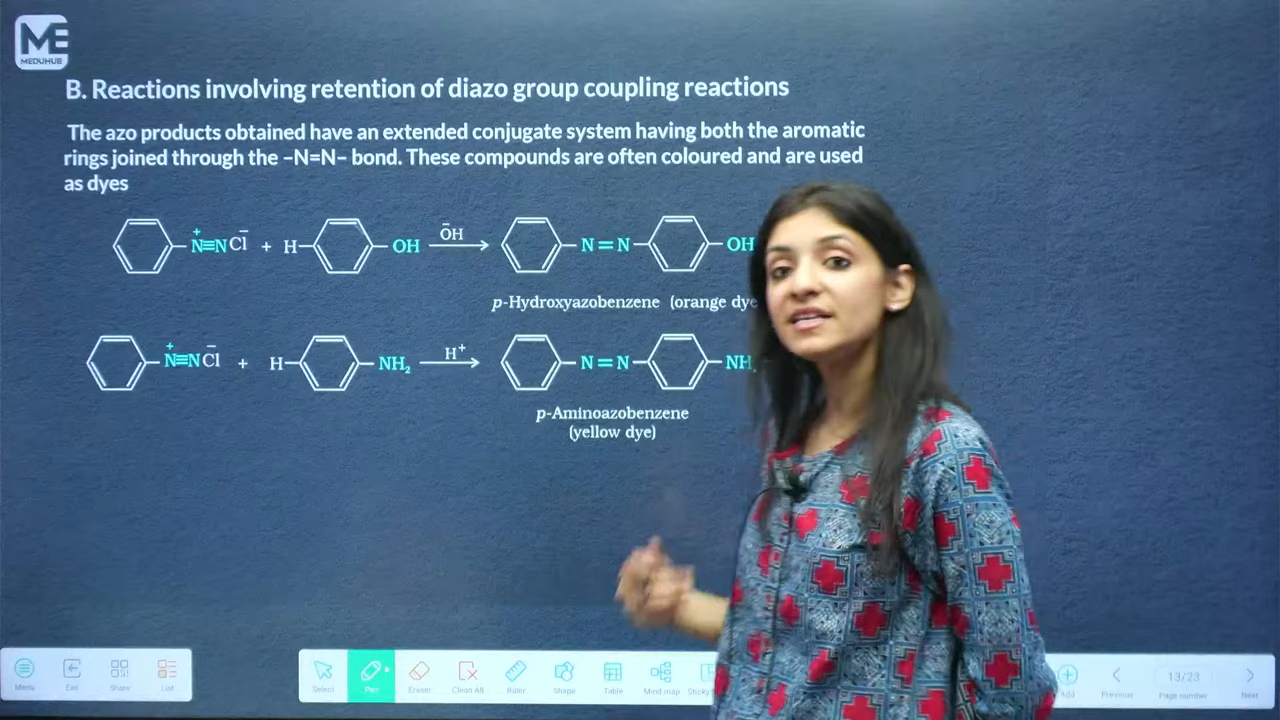 ME
MEDUHUB
B. Reactions involving retention of diazo group coupling reactions
The azo products obtained have an extended conjugate system having both the aromatic
rings joined through the –N=N– bond. These compounds are often coloured and are used
as dyes
N⁺≡NCl⁻ + H OH ŌH N=N OH
p-Hydroxyazobenzene (orange dye
N⁺≡NCl⁻ + H NH₂ H⁺ N=N NH
p-Aminoazobenzene
(yellow dye)
Menu Exit Share List Select Pen Eraser Clean All Ruler Shape Table Mind map Sticky Add Previous 13/23 Page number Next